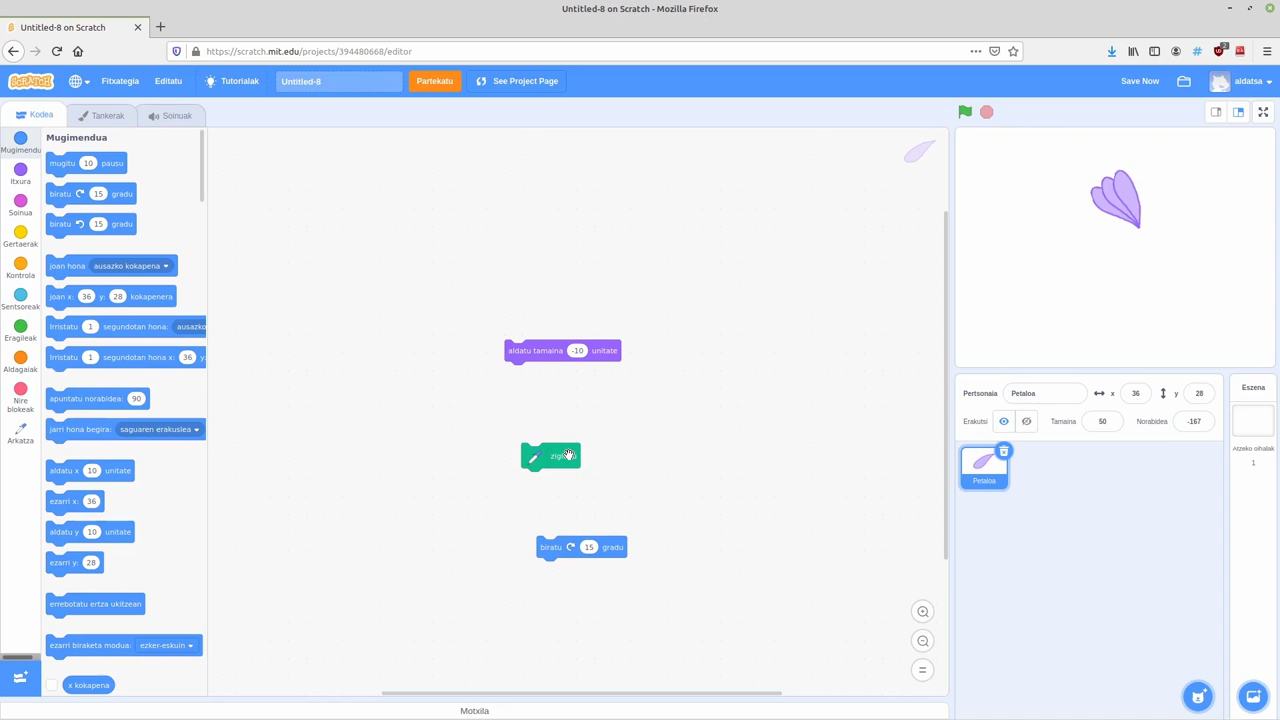 Untitled-8 on Scratch - Mozilla Firefox
Untitled-8 on Scratch
https://scratch.mit.edu/projects/394480668/editor
2
SCRATCH Fitxategia Editatu Tutorialak Untitled-8 Partekatu See Project Page Save Now aldatsa
Kodea Tankerak Soinuak
Mugimendu
Itxura
Soinua
Gertaerak
Kontrola
Sentsoreak
Eragileak
Aldagaiak
Nire
blokeak
Arkatza
Mugimendua
mugitu 10 pausu
biratu 15 gradu
biratu 15 gradu
joan hona ausazko kokapena
joan x: 36 y: 28 kokapenera
Irristatu 1 segundotan hona: ausazko
Irristatu 1 segundotan hona x: 36 y:
apuntatu norabidea: 90
jarri hona begira: saguaren erakuslea
aldatu x 10 unitate
ezarri x: 36
aldatu y 10 unitate
ezarri y: 28
errebotatu ertza ukitzean
ezarri biraketa modua: ezker-eskuin
x kokapena
aldatu tamaina -10 unitate
biratu 15 gradu
Motxila
Pertsonaia Petaloa x 36 y 28
Erakutsi Tamaina 50 Norabidea -167
Petaloa
Eszena
Atzeko oihalak
1